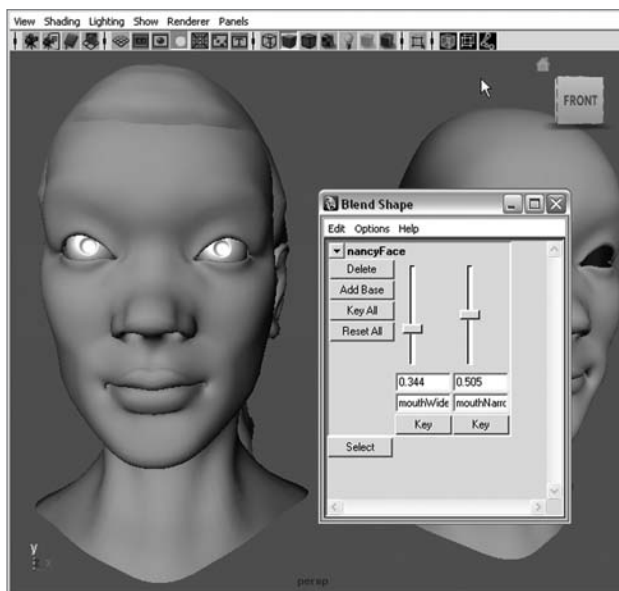 View Shading Lighting Show Renderer Panels
FRONT
Blend Shape
Edit Options Help
nancyFace
Delete
Add Base
Key All
Reset All
0.344 0.505
mouthWide mouthNarro
Key Key
Select
y
persp